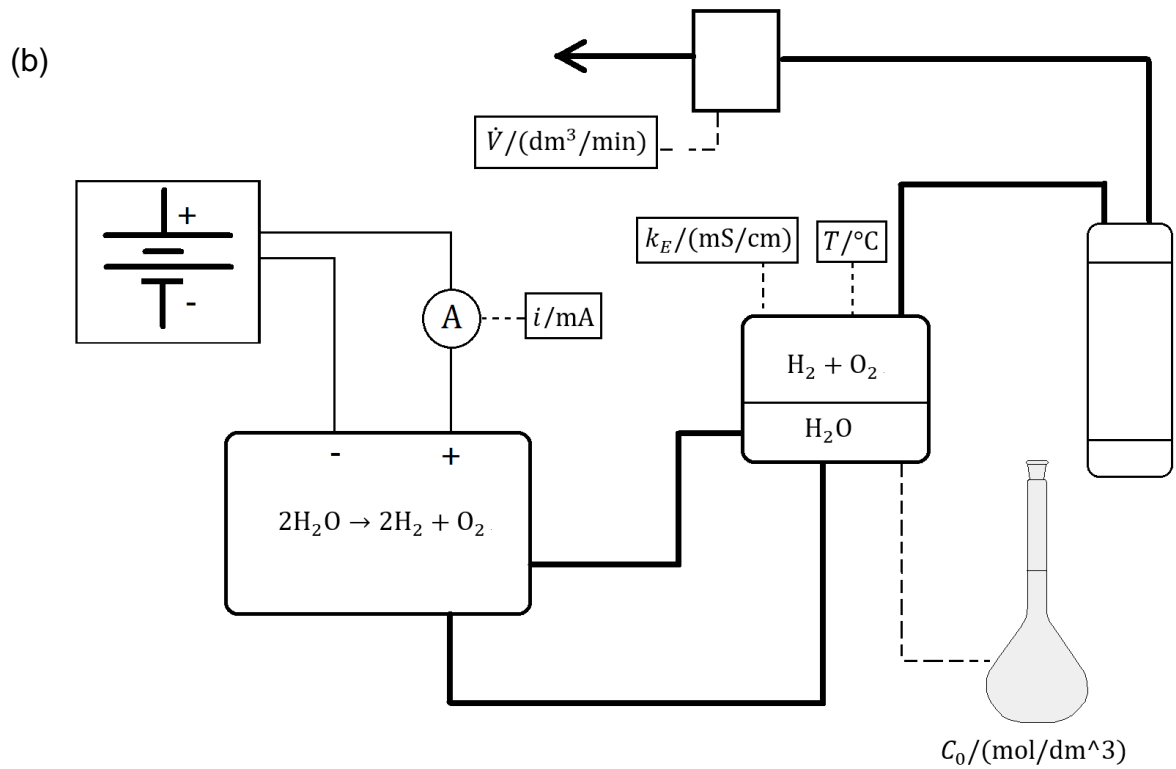 (b)
V̇/(dm³/min)
+
-
k_E/(mS/cm)
T/°C
A
i/mA
H₂ + O₂
H₂O
- +
2H₂O → 2H₂ + O₂
C₀/(mol/dm^3)